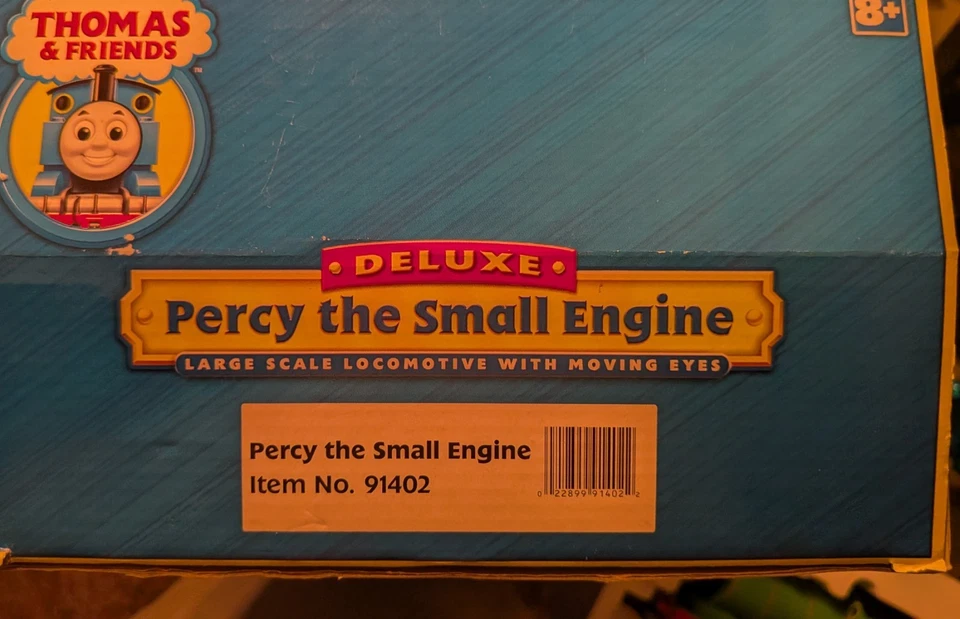 THOMAS
& FRIENDS
™
8+
DELUXE
Percy the Small Engine
LARGE SCALE LOCOMOTIVE WITH MOVING EYES
Percy the Small Engine
Item No. 91402
0 22899 91402 2